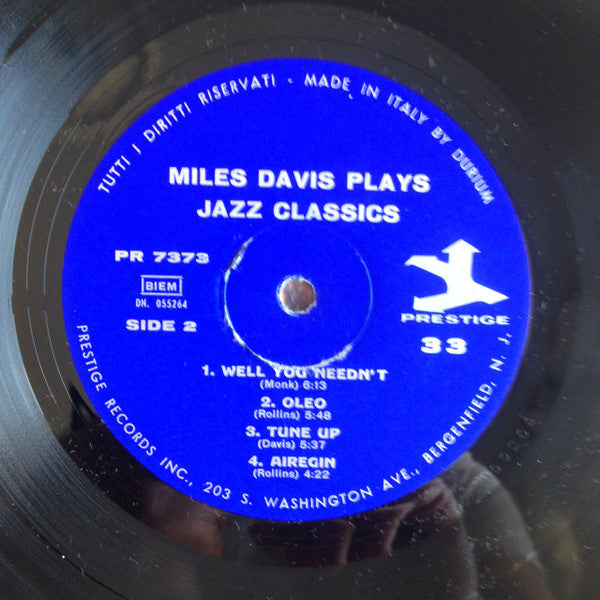 TUTTI I DIRITTI RISERVATI - MADE IN ITALY BY DURIUM
MILES DAVIS PLAYS
JAZZ CLASSICS
PR 7373
BIEM
DN. 055264
SIDE 2
PRESTIGE
33
1. WELL YOU NEEDN'T
(Monk) 6:13
2. OLEO
(Rollins) 5:48
3. TUNE UP
(Davis) 5:37
4. AIREGIN
(Rollins) 4:22
PRESTIGE RECORDS INC., 203 S. WASHINGTON AVE., BERGENFIELD, N. J.